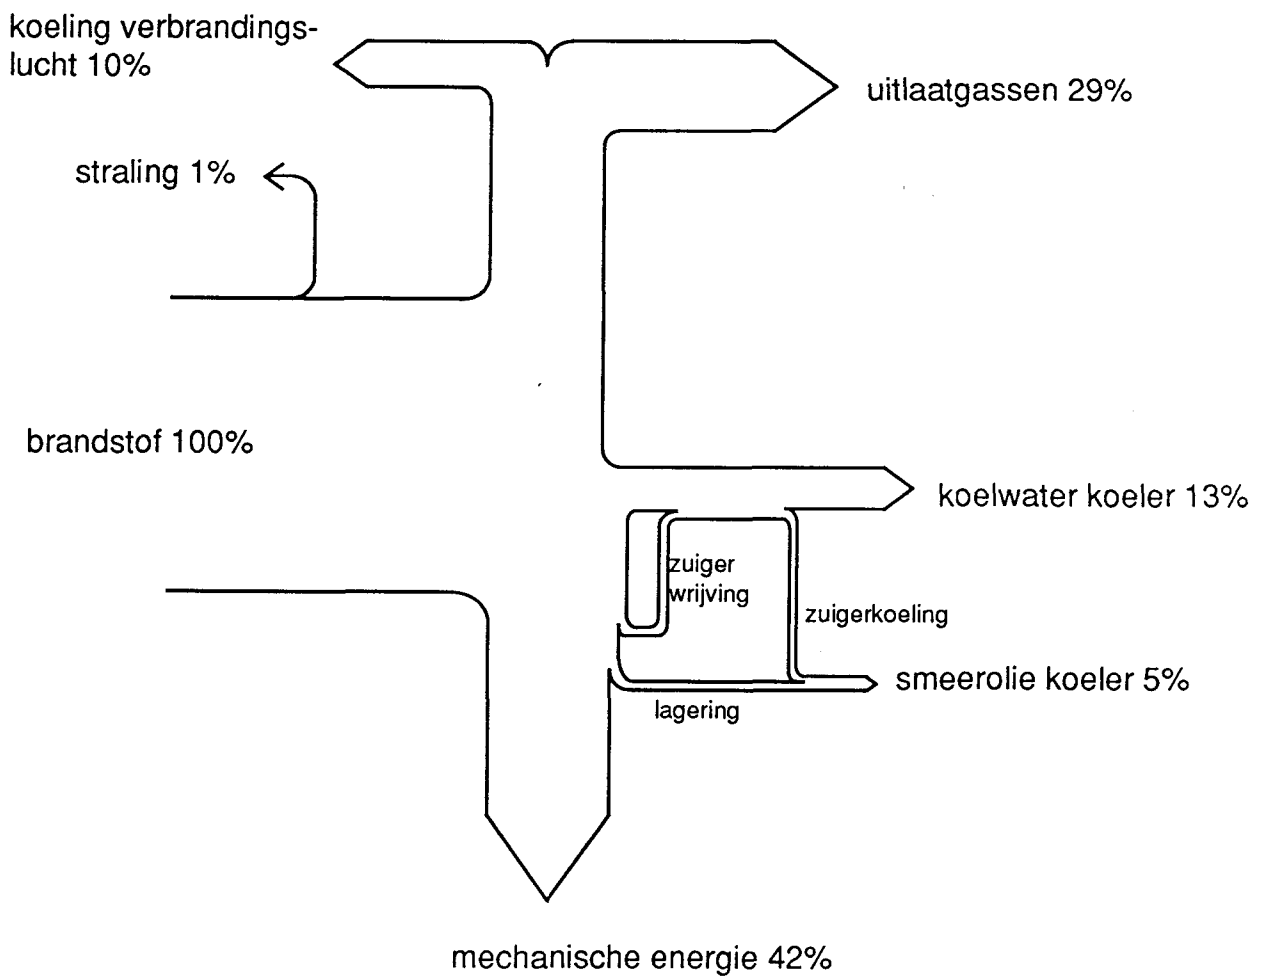 koeling verbrandings-
lucht 10%
uitlaatgassen 29%
straling 1%
brandstof 100%
koelwater koeler 13%
zuiger
wrijving
zuigerkoeling
smeerolie koeler 5%
lagering
mechanische energie 42%